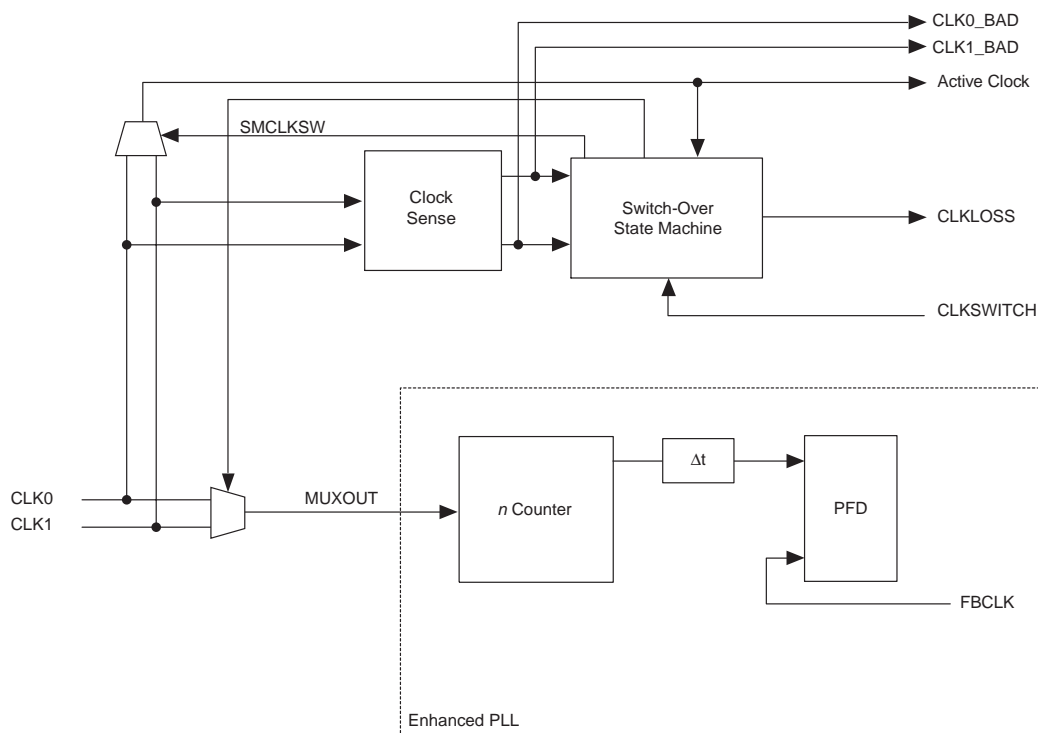 CLK0_BAD
CLK1_BAD
Active Clock
SMCLKSW
Clock
Sense
Switch-Over
State Machine
CLKLOSS
CLKSWITCH
Δt
CLK0
MUXOUT
n Counter
PFD
CLK1
FBCLK
Enhanced PLL